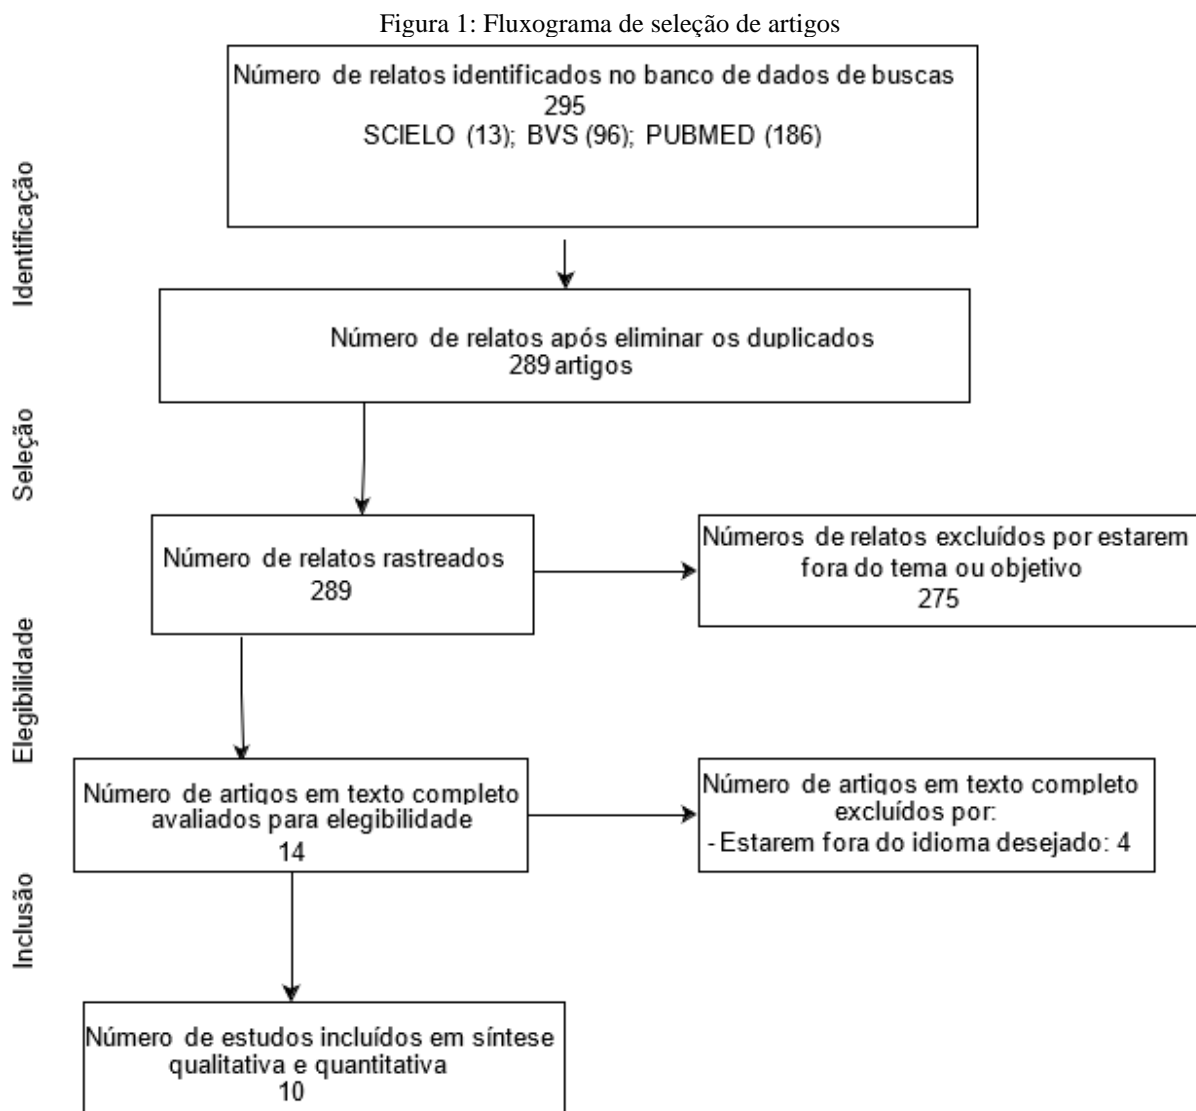 Figura 1: Fluxograma de seleção de artigos
Número de relatos identificados no banco de dados de buscas
295
SCIELO (13); BVS (96); PUBMED (186)
Identificação
Número de relatos após eliminar os duplicados
289 artigos
Seleção
Número de relatos rastreados
289
Números de relatos excluídos por estarem
fora do tema ou objetivo
275
Elegibilidade
Número de artigos em texto completo
avaliados para elegibilidade
14
Número de artigos em texto completo
excluídos por:
- Estarem fora do idioma desejado: 4
Inclusão
Número de estudos incluídos em síntese
qualitativa e quantitativa
10